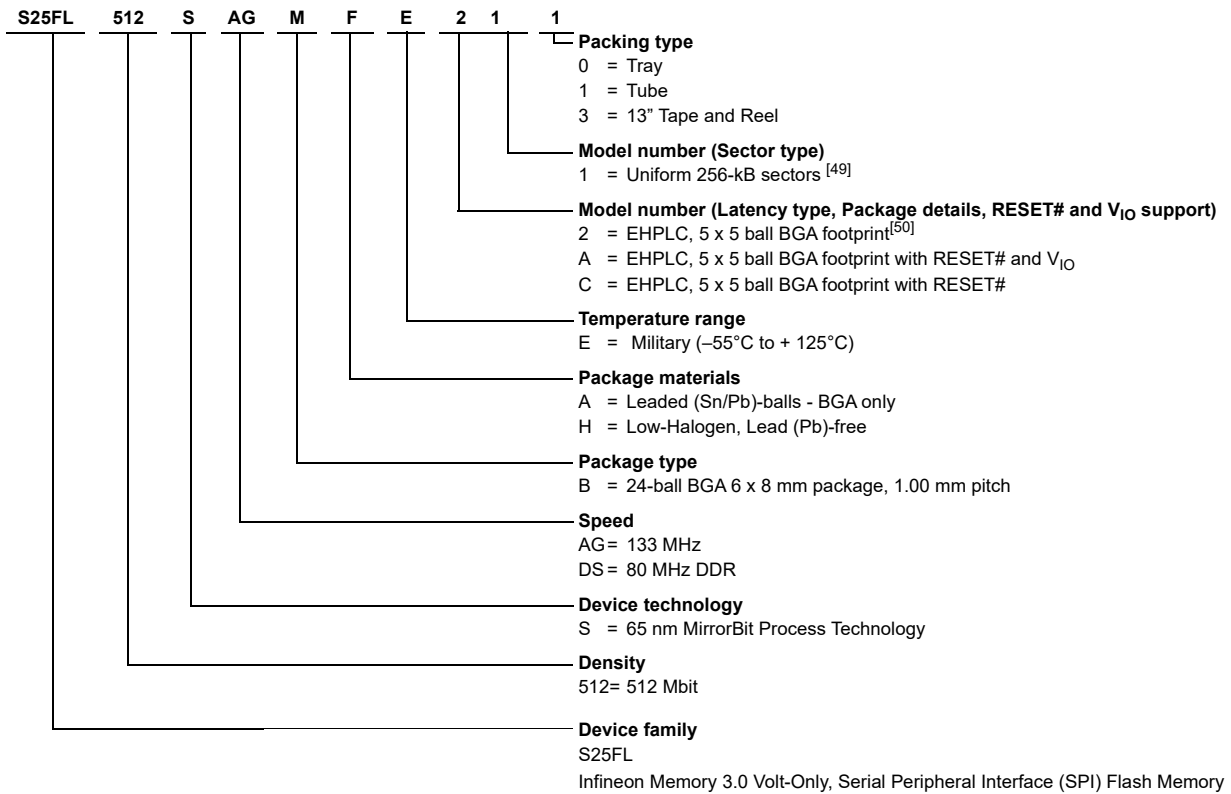 S25FL 512 S AG M F E 2 1 1
Packing type
0 = Tray
1 = Tube
3 = 13” Tape and Reel
Model number (Sector type)
1 = Uniform 256-kB sectors [49]
Model number (Latency type, Package details, RESET# and VIO support)
2 = EHPLC, 5 x 5 ball BGA footprint[50]
A = EHPLC, 5 x 5 ball BGA footprint with RESET# and VIO
C = EHPLC, 5 x 5 ball BGA footprint with RESET#
Temperature range
E = Military (–55°C to + 125°C)
Package materials
A = Leaded (Sn/Pb)-balls - BGA only
H = Low-Halogen, Lead (Pb)-free
Package type
B = 24-ball BGA 6 x 8 mm package, 1.00 mm pitch
Speed
AG= 133 MHz
DS= 80 MHz DDR
Device technology
S = 65 nm MirrorBit Process Technology
Density
512= 512 Mbit
Device family
S25FL
Infineon Memory 3.0 Volt-Only, Serial Peripheral Interface (SPI) Flash Memory